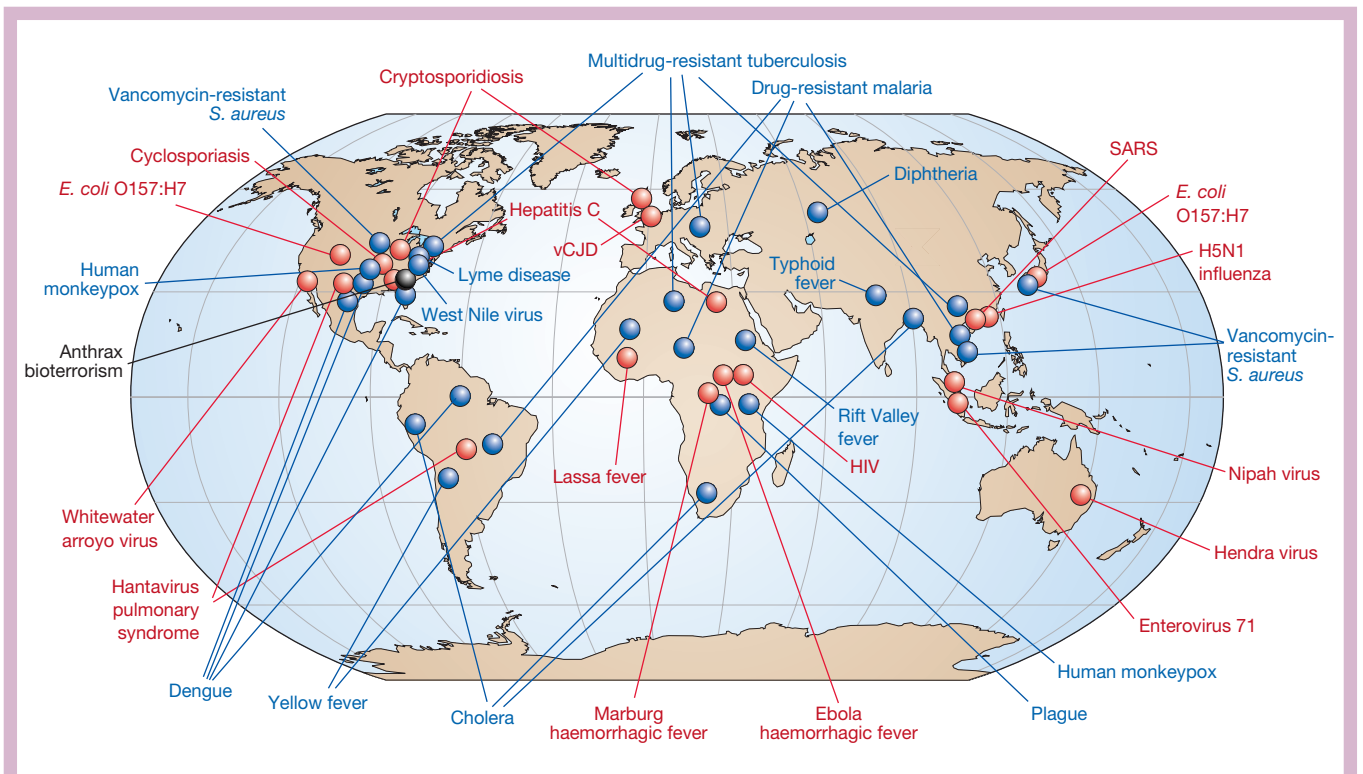 Multidrug-resistant tuberculosis
Cryptosporidiosis
Drug-resistant malaria
Vancomycin-resistant
S. aureus
SARS
Cyclosporiasis
Diphtheria
E. coli O157:H7
E. coli
O157:H7
Hepatitis C
vCJD
H5N1
influenza
Human
monkeypox
Lyme disease
Typhoid
fever
West Nile virus
Vancomycin-
resistant
S. aureus
Anthrax
bioterrorism
Rift Valley
fever
HIV
Lassa fever
Nipah virus
Whitewater
arroyo virus
Hendra virus
Hantavirus
pulmonary
syndrome
Enterovirus 71
Human monkeypox
Dengue
Yellow fever
Cholera
Marburg
haemorrhagic fever
Ebola
haemorrhagic fever
Plague